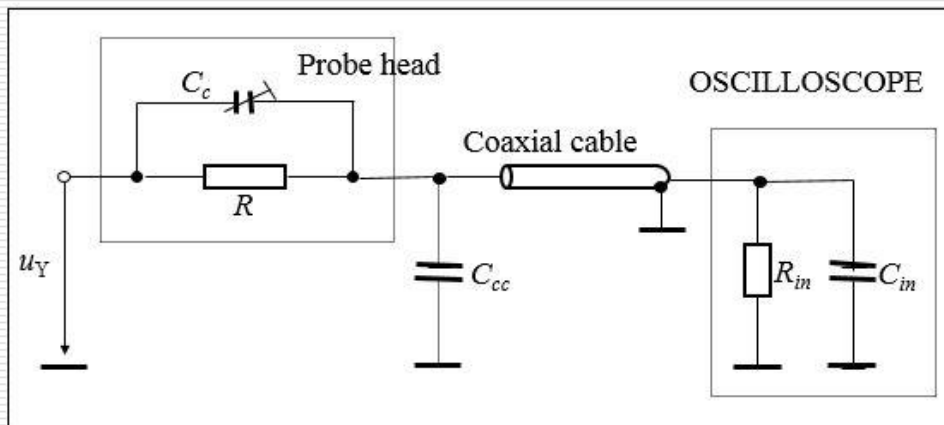 Probe head
C_c
OSCILLOSCOPE
Coaxial cable
R
u_Y
C_cc
R_in
C_in